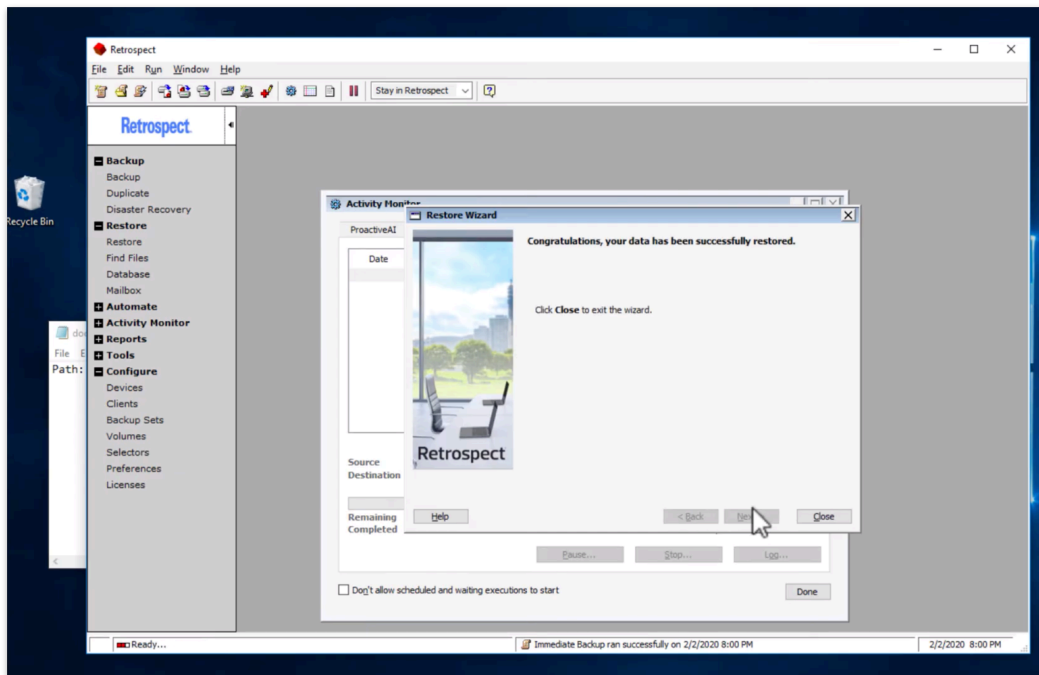 Retrospect
File Edit Run Window Help
Stay in Retrospect
Retrospect
Backup
Backup
Duplicate
Disaster Recovery
Restore
Restore
Find Files
Database
Mailbox
Automate
Activity Monitor
Reports
Tools
Configure
Devices
Clients
Backup Sets
Volumes
Selectors
Preferences
Licenses
Recycle Bin
File
Path:
Activity Monitor
ProactiveAI
Date
Source
Destination
Remaining
Completed
Restore Wizard
Congratulations, your data has been successfully restored.
Click Close to exit the wizard.
Retrospect
Help < Back Close
Pause... Stop... Log...
Don't allow scheduled and waiting executions to start Done
Ready... Immediate Backup ran successfully on 2/2/2020 8:00 PM 2/2/2020 8:00 PM